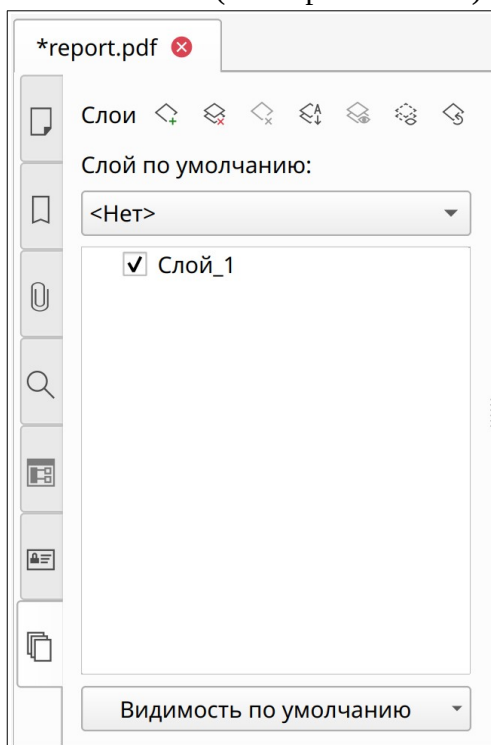 *report.pdf
Слои
Слой по умолчанию:
<Нет>
Слой_1
Видимость по умолчанию